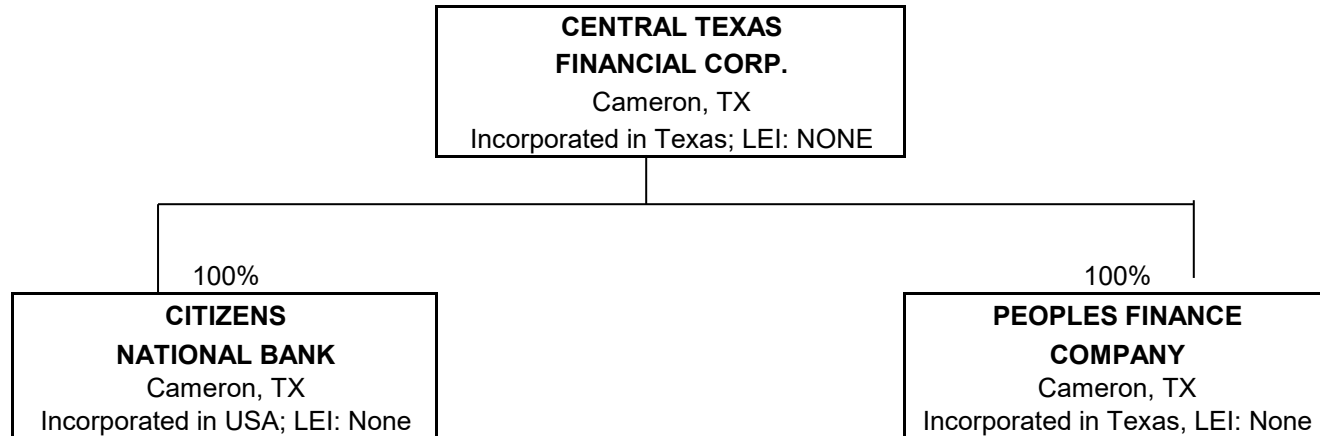 CENTRAL TEXAS
FINANCIAL CORP.
Cameron, TX
Incorporated in Texas; LEI: NONE
100%
CITIZENS
NATIONAL BANK
Cameron, TX
Incorporated in USA; LEI: None
100%
PEOPLES FINANCE
COMPANY
Cameron, TX
Incorporated in Texas, LEI: None